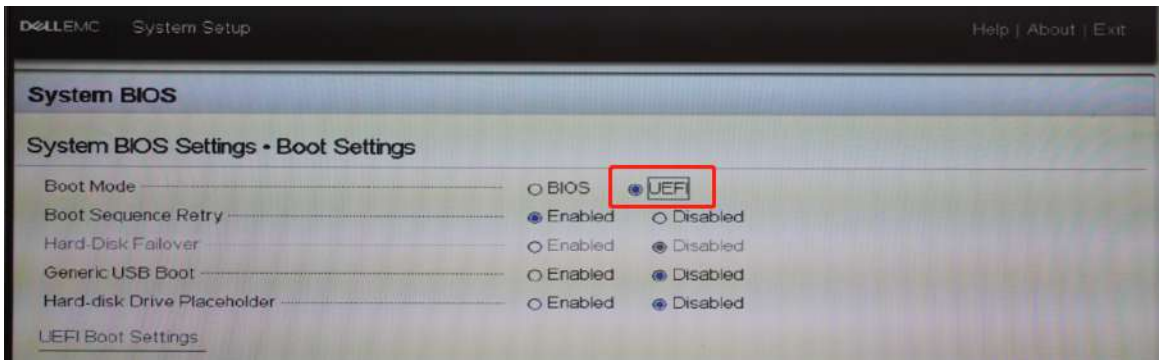 DELLEMC System Setup Help | About | Exit
System BIOS
System BIOS Settings • Boot Settings
Boot Mode BIOS UEFI
Boot Sequence Retry Enabled Disabled
Hard-Disk Failover Enabled Disabled
Generic USB Boot Enabled Disabled
Hard-disk Drive Placeholder Enabled Disabled
UEFI Boot Settings